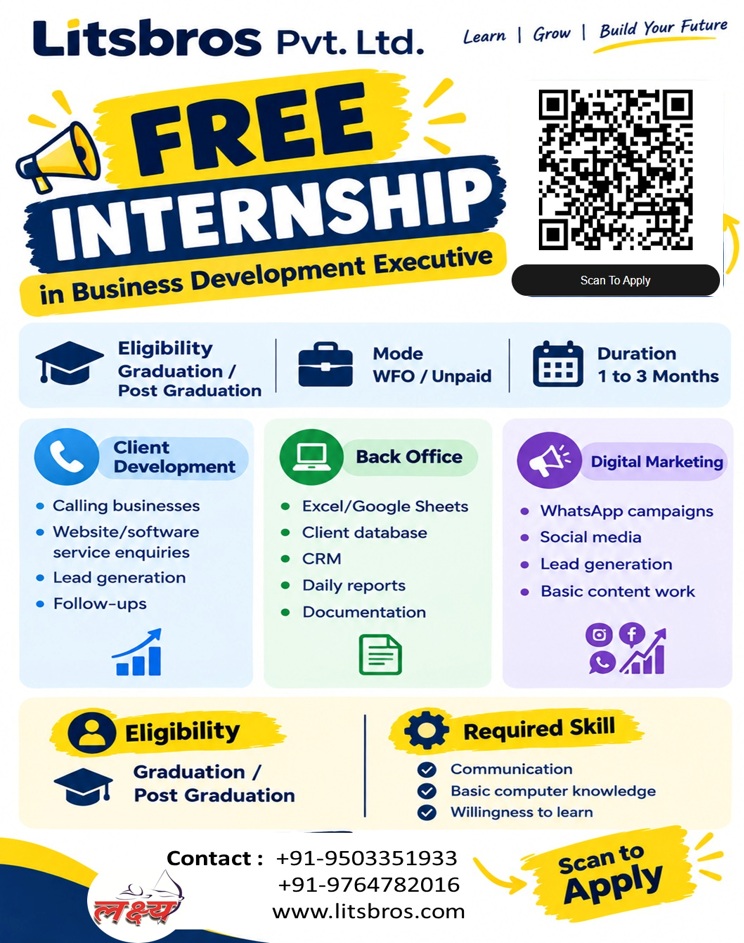 Litsbros Pvt. Ltd.
Learn | Grow | Build Your Future
FREE
INTERNSHIP
in Business Development Executive
Scan To Apply
Eligibility
Graduation /
Post Graduation
Mode
WFO / Unpaid
Duration
1 to 3 Months
Client
Development
Calling businesses
Website/software
service enquiries
Lead generation
Follow-ups
Back Office
Excel/Google Sheets
Client database
CRM
Daily reports
Documentation
Digital Marketing
WhatsApp campaigns
Social media
Lead generation
Basic content work
Eligibility
Graduation /
Post Graduation
Required Skill
Communication
Basic computer knowledge
Willingness to learn
Contact : +91-9503351933
+91-9764782016
www.litsbros.com
लक्ष्य
Scan to
Apply